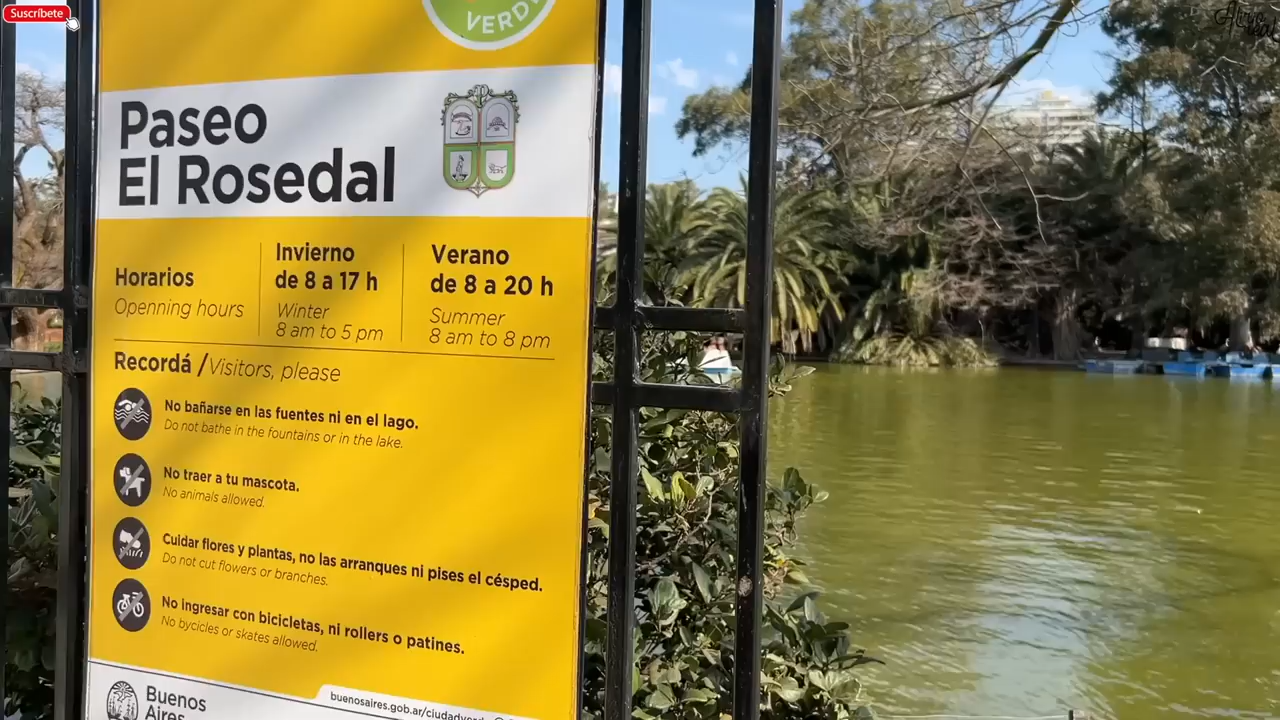 Suscríbete
VERDE
Paseo
El Rosedal
Horarios
Openning hours
Invierno
de 8 a 17 h
Winter
8 am to 5 pm
Verano
de 8 a 20 h
Summer
8 am to 8 pm
Recordá / Visitors, please
No bañarse en las fuentes ni en el lago.
Do not bathe in the fountains or in the lake.
No traer a tu mascota.
No animals allowed.
Cuidar flores y plantas, no las arranques ni pises el césped.
Do not cut flowers or branches.
No ingresar con bicicletas, ni rollers o patines.
No bycicles or skates allowed.
Buenos
Aires
buenosaires.gob.ar/ciudadverde